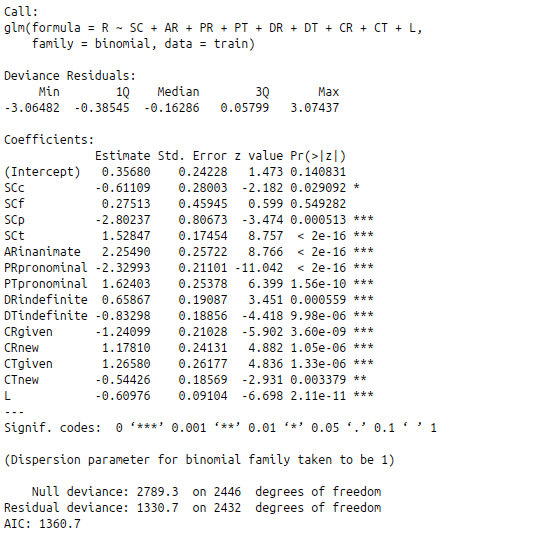 Call:
glm(formula = R ~ SC + AR + PR + PT + DR + DT + CR + CT + L,
    family = binomial, data = train)

Deviance Residuals:
     Min       1Q   Median       3Q      Max
-3.06482 -0.38545 -0.16286  0.05799  3.07437

Coefficients:
             Estimate Std. Error z value Pr(>|z|)
(Intercept)   0.35680    0.24228   1.473 0.140831
SCc          -0.61109    0.28003  -2.182 0.029092 *
SCf           0.27513    0.45945   0.599 0.549282
SCp          -2.80237    0.80673  -3.474 0.000513 ***
SCt           1.52847    0.17454   8.757  < 2e-16 ***
ARinanimate   2.25490    0.25722   8.766  < 2e-16 ***
PRpronominal -2.32993    0.21101 -11.042  < 2e-16 ***
PTpronominal  1.62403    0.25378   6.399 1.56e-10 ***
DRindefinite  0.65867    0.19087   3.451 0.000559 ***
DTindefinite -0.83298    0.18856  -4.418 9.98e-06 ***
CRgiven      -1.24099    0.21028  -5.902 3.60e-09 ***
CRnew         1.17810    0.24131   4.882 1.05e-06 ***
CTgiven       1.26580    0.26177   4.836 1.33e-06 ***
CTnew        -0.54426    0.18569  -2.931 0.003379 **
L            -0.60976    0.09104  -6.698 2.11e-11 ***
---
Signif. codes:  0 ‘***’ 0.001 ‘**’ 0.01 ‘*’ 0.05 ‘.’ 0.1 ‘ ’ 1

(Dispersion parameter for binomial family taken to be 1)

    Null deviance: 2789.3  on 2446  degrees of freedom
Residual deviance: 1330.7  on 2432  degrees of freedom
AIC: 1360.7